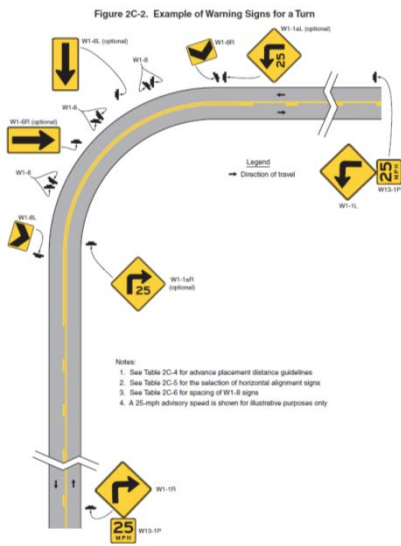 Figure 2C-2. Example of Warning Signs for a Turn
W1-6L (optional)
W1-8
W1-8R
W1-1aL (optional)
25
W1-8
W1-6R (optional)
W1-8
W1-8L
Legend
Direction of travel
W1-1L
25
MPH
W13-1P
25
W1-1aR
(optional)
Notes:
1. See Table 2C-4 for advance placement distance guidelines
2. See Table 2C-5 for the selection of horizontal alignment signs
3. See Table 2C-6 for spacing of W1-8 signs
4. A 25-mph advisory speed is shown for illustrative purposes only
W1-1R
25
MPH
W13-1P